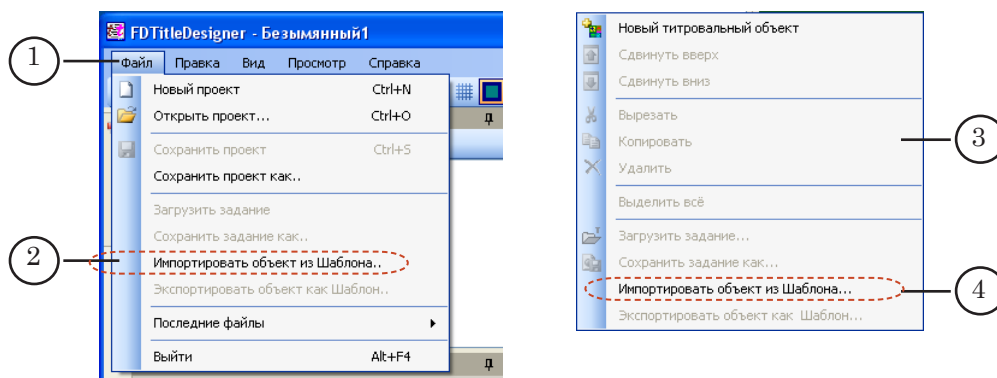 FDTitleDesigner - Безымянный1
1
Файл Правка Вид Просмотр Справка
Новый проект Ctrl+N
Открыть проект... Ctrl+O
Сохранить проект Ctrl+S
Сохранить проект как..
Загрузить задание
Сохранить задание как..
2
Импортировать объект из Шаблона..
Экспортировать объект как Шаблон..
Последние файлы
Выйти Alt+F4
Новый титровальный объект
Сдвинуть вверх
Сдвинуть вниз
Вырезать
Копировать
3
Удалить
Выделить всё
Загрузить задание...
Сохранить задание как...
Импортировать объект из Шаблона...
4
Экспортировать объект как Шаблон...